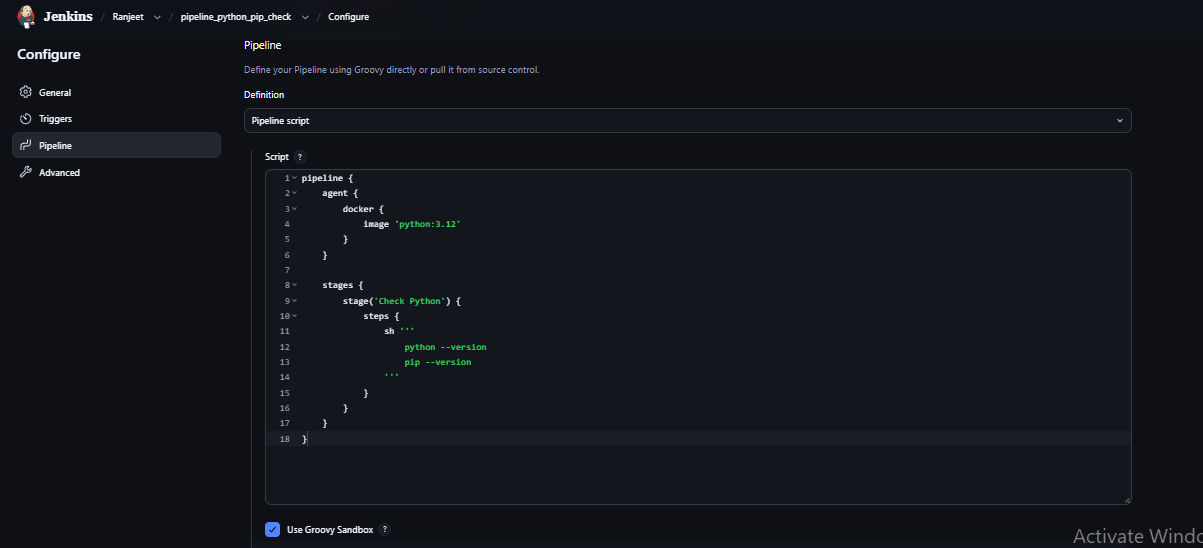 Jenkins / Ranjeet / pipeline_python_pip_check / Configure
Configure
General
Triggers
Pipeline
Advanced
Pipeline
Define your Pipeline using Groovy directly or pull it from source control.
Definition
Pipeline script
Script ?
1 pipeline {
2     agent {
3         docker {
4             image 'python:3.12'
5         }
6     }
7
8     stages {
9         stage('Check Python') {
10             steps {
11                 sh '''
12                     python --version
13                     pip --version
14                 '''
15             }
16         }
17     }
18 }
Use Groovy Sandbox ?
Activate Windo